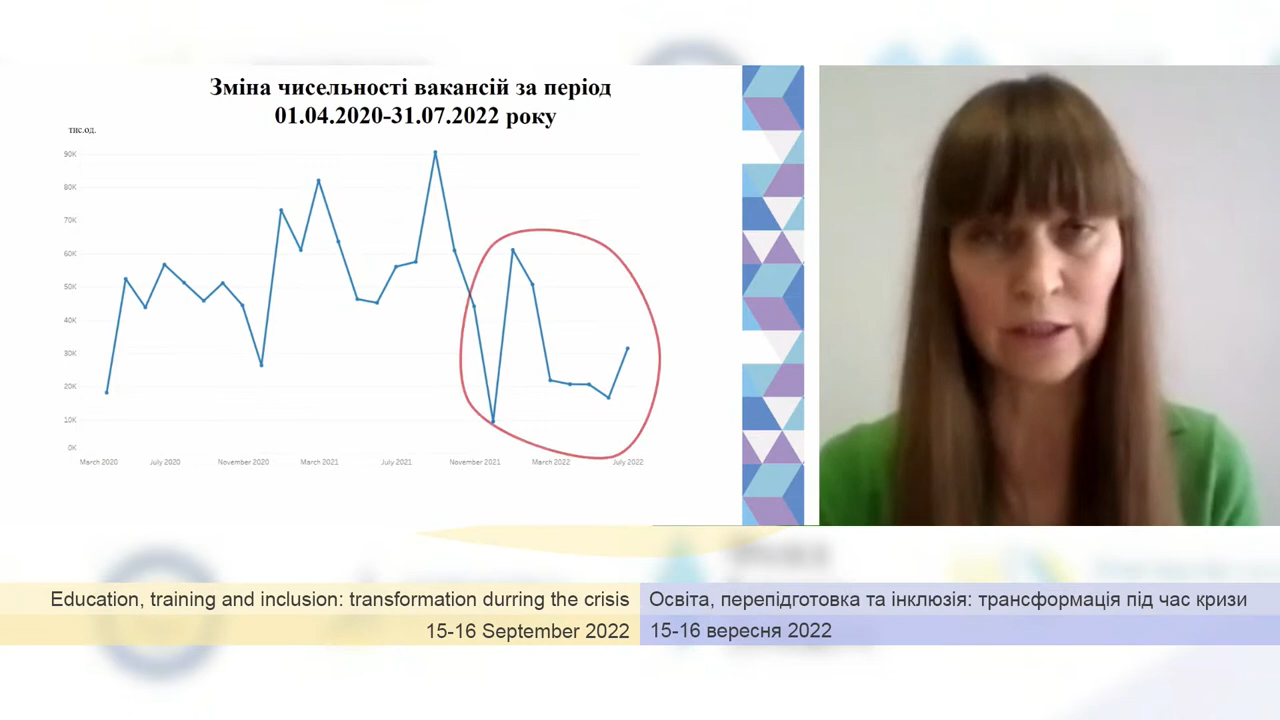 Зміна чисельності вакансій за період
01.04.2020-31.07.2022 року
тис.од.
90K
80K
70K
60K
50K
40K
30K
20K
10K
0K
March 2020 July 2020 November 2020 March 2021 July 2021 November 2021 March 2022 July 2022
Education, training and inclusion: transformation durring the crisis
15-16 September 2022
Освіта, перепідготовка та інклюзія: трансформація під час кризи
15-16 вересня 2022